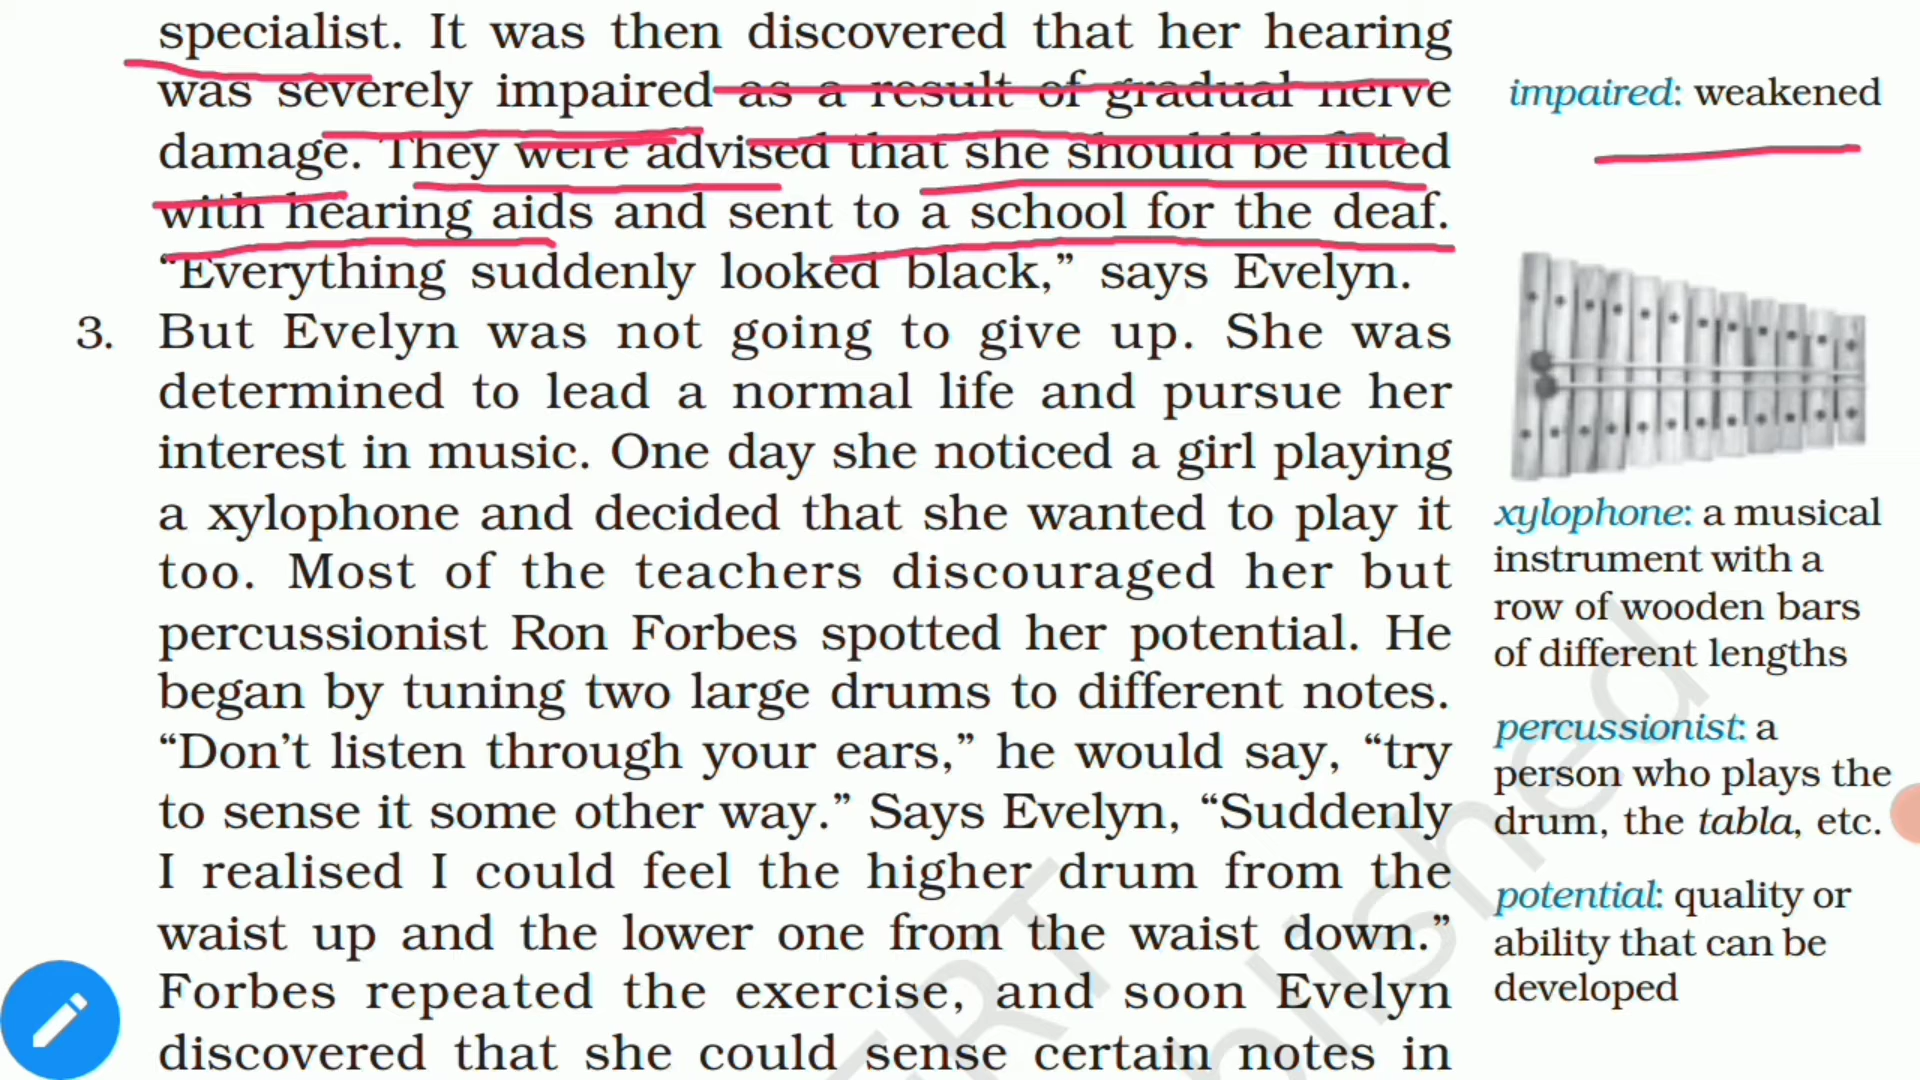 specialist. It was then discovered that her hearing
was severely impaired as a result of gradual nerve
damage. They were advised that she should be fitted
with hearing aids and sent to a school for the deaf.
“Everything suddenly looked black,” says Evelyn.
3. But Evelyn was not going to give up. She was
determined to lead a normal life and pursue her
interest in music. One day she noticed a girl playing
a xylophone and decided that she wanted to play it
too. Most of the teachers discouraged her but
percussionist Ron Forbes spotted her potential. He
began by tuning two large drums to different notes.
“Don’t listen through your ears,” he would say, “try
to sense it some other way.” Says Evelyn, “Suddenly
I realised I could feel the higher drum from the
waist up and the lower one from the waist down.”
Forbes repeated the exercise, and soon Evelyn
discovered that she could sense certain notes in
impaired: weakened
xylophone: a musical
instrument with a
row of wooden bars
of different lengths
percussionist: a
person who plays the
drum, the tabla, etc.
potential: quality or
ability that can be
developed